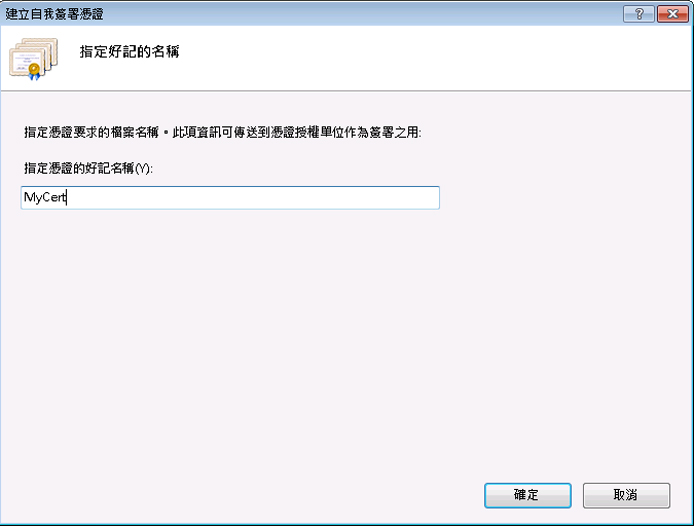 建立自我簽署憑證
?
指定好記的名稱
指定憑證要求的檔案名稱。此項資訊可傳送到憑證授權單位作為簽署之用:
指定憑證的好記名稱(Y):
MyCert
確定
取消